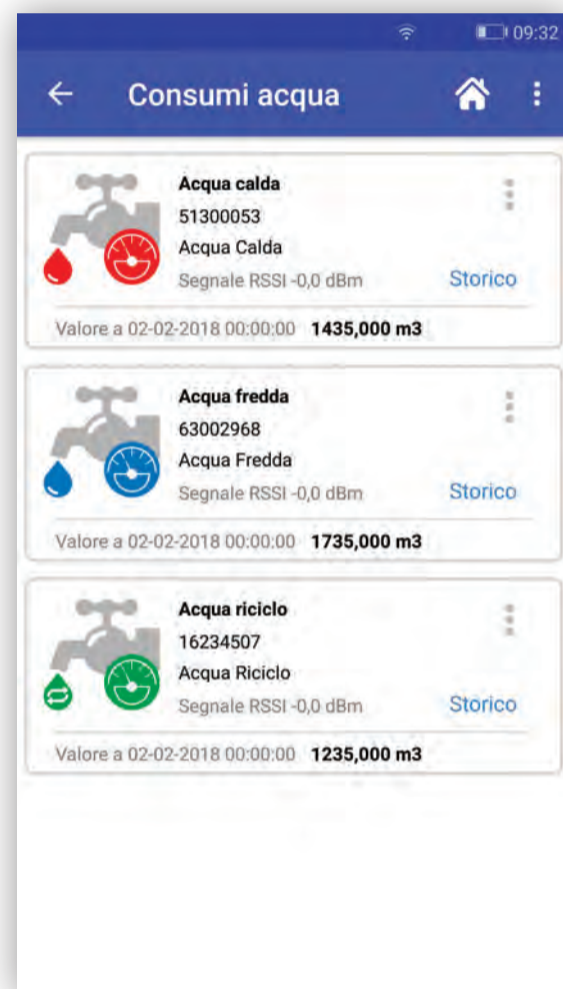 09:32
Consumi acqua
Acqua calda
51300053
Acqua Calda
Segnale RSSI -0,0 dBm Storico
Valore a 02-02-2018 00:00:00 1435,000 m3
Acqua fredda
63002968
Acqua Fredda
Segnale RSSI -0,0 dBm Storico
Valore a 02-02-2018 00:00:00 1735,000 m3
Acqua riciclo
16234507
Acqua Riciclo
Segnale RSSI -0,0 dBm Storico
Valore a 02-02-2018 00:00:00 1235,000 m3